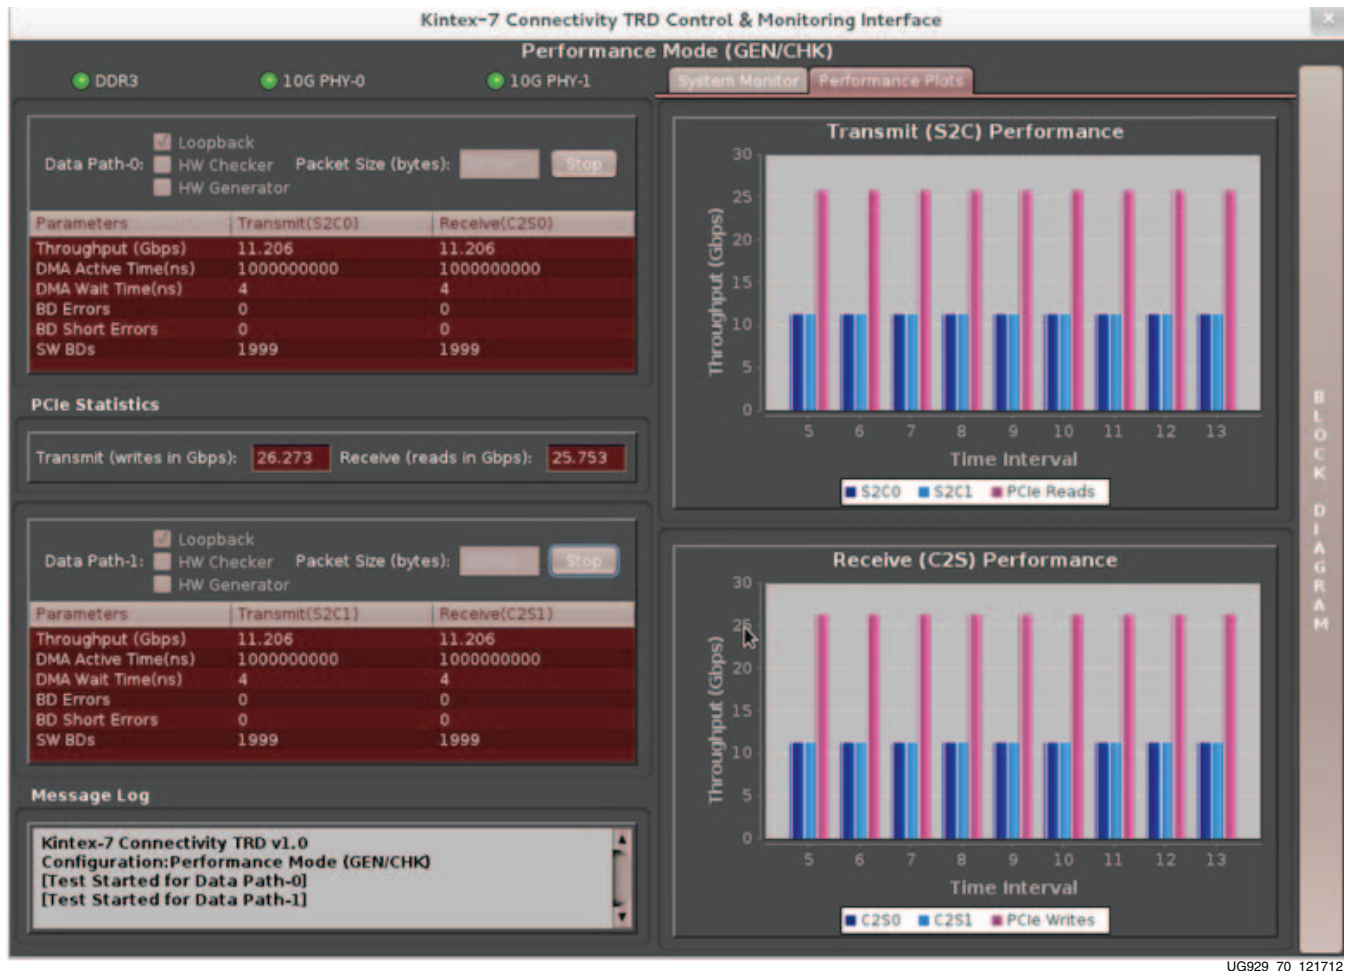 Kintex-7 Connectivity TRD Control & Monitoring Interface
Performance Mode (GEN/CHK)
DDR3 10G PHY-0 10G PHY-1
System Monitor Performance Plots
Loopback
Data Path-0: HW Checker Packet Size (bytes): Stop
HW Generator
Parameters Transmit(S2C0) Receive(C2S0)
Throughput (Gbps) 11.206 11.206
DMA Active Time(ns) 1000000000 1000000000
DMA Wait Time(ns) 4 4
BD Errors 0 0
BD Short Errors 0 0
SW BDs 1999 1999
PCIe Statistics
Transmit (writes in Gbps): 26.273 Receive (reads in Gbps): 25.753
Loopback
Data Path-1: HW Checker Packet Size (bytes): Stop
HW Generator
Parameters Transmit(S2C1) Receive(C2S1)
Throughput (Gbps) 11.206 11.206
DMA Active Time(ns) 1000000000 1000000000
DMA Wait Time(ns) 4 4
BD Errors 0 0
BD Short Errors 0 0
SW BDs 1999 1999
Message Log
Kintex-7 Connectivity TRD v1.0
Configuration:Performance Mode (GEN/CHK)
[Test Started for Data Path-0]
[Test Started for Data Path-1]
Transmit (S2C) Performance
Throughput (Gbps)
30
25
20
15
10
5
0
5 6 7 8 9 10 11 12 13
Time Interval
S2C0 S2C1 PCIe Reads
Receive (C2S) Performance
Throughput (Gbps)
30
25
20
15
10
5
0
5 6 7 8 9 10 11 12 13
Time Interval
C2S0 C2S1 PCIe Writes
BLOCK DIAGRAM
UG929_70_121712